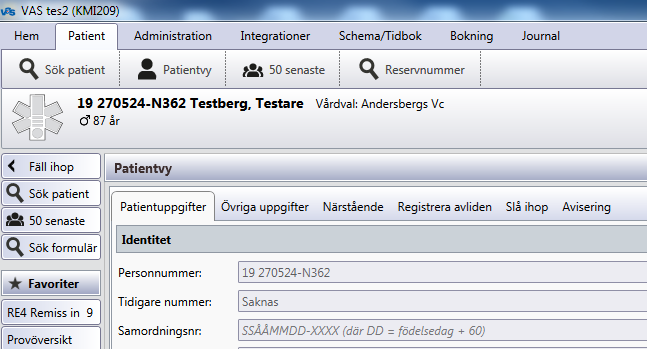 VAS tes2 (KMI209)
Hem Patient Administration Integrationer Schema/Tidbok Bokning Journal
Sök patient Patientvy 50 senaste Reservnummer
19 270524-N362 Testberg, Testare Vårdval: Andersbergs Vc
♂ 87 år
Fäll ihop
Sök patient
50 senaste
Sök formulär
Favoriter
RE4 Remiss in 9
Provöversikt
Patientvy
Patientuppgifter Övriga uppgifter Närstående Registrera avliden Slå ihop Avisering
Identitet
Personnummer: 19 270524-N362
Tidigare nummer: Saknas
Samordningsnr: SSÅÅMMDD-XXXX (där DD = födelsedag + 60)